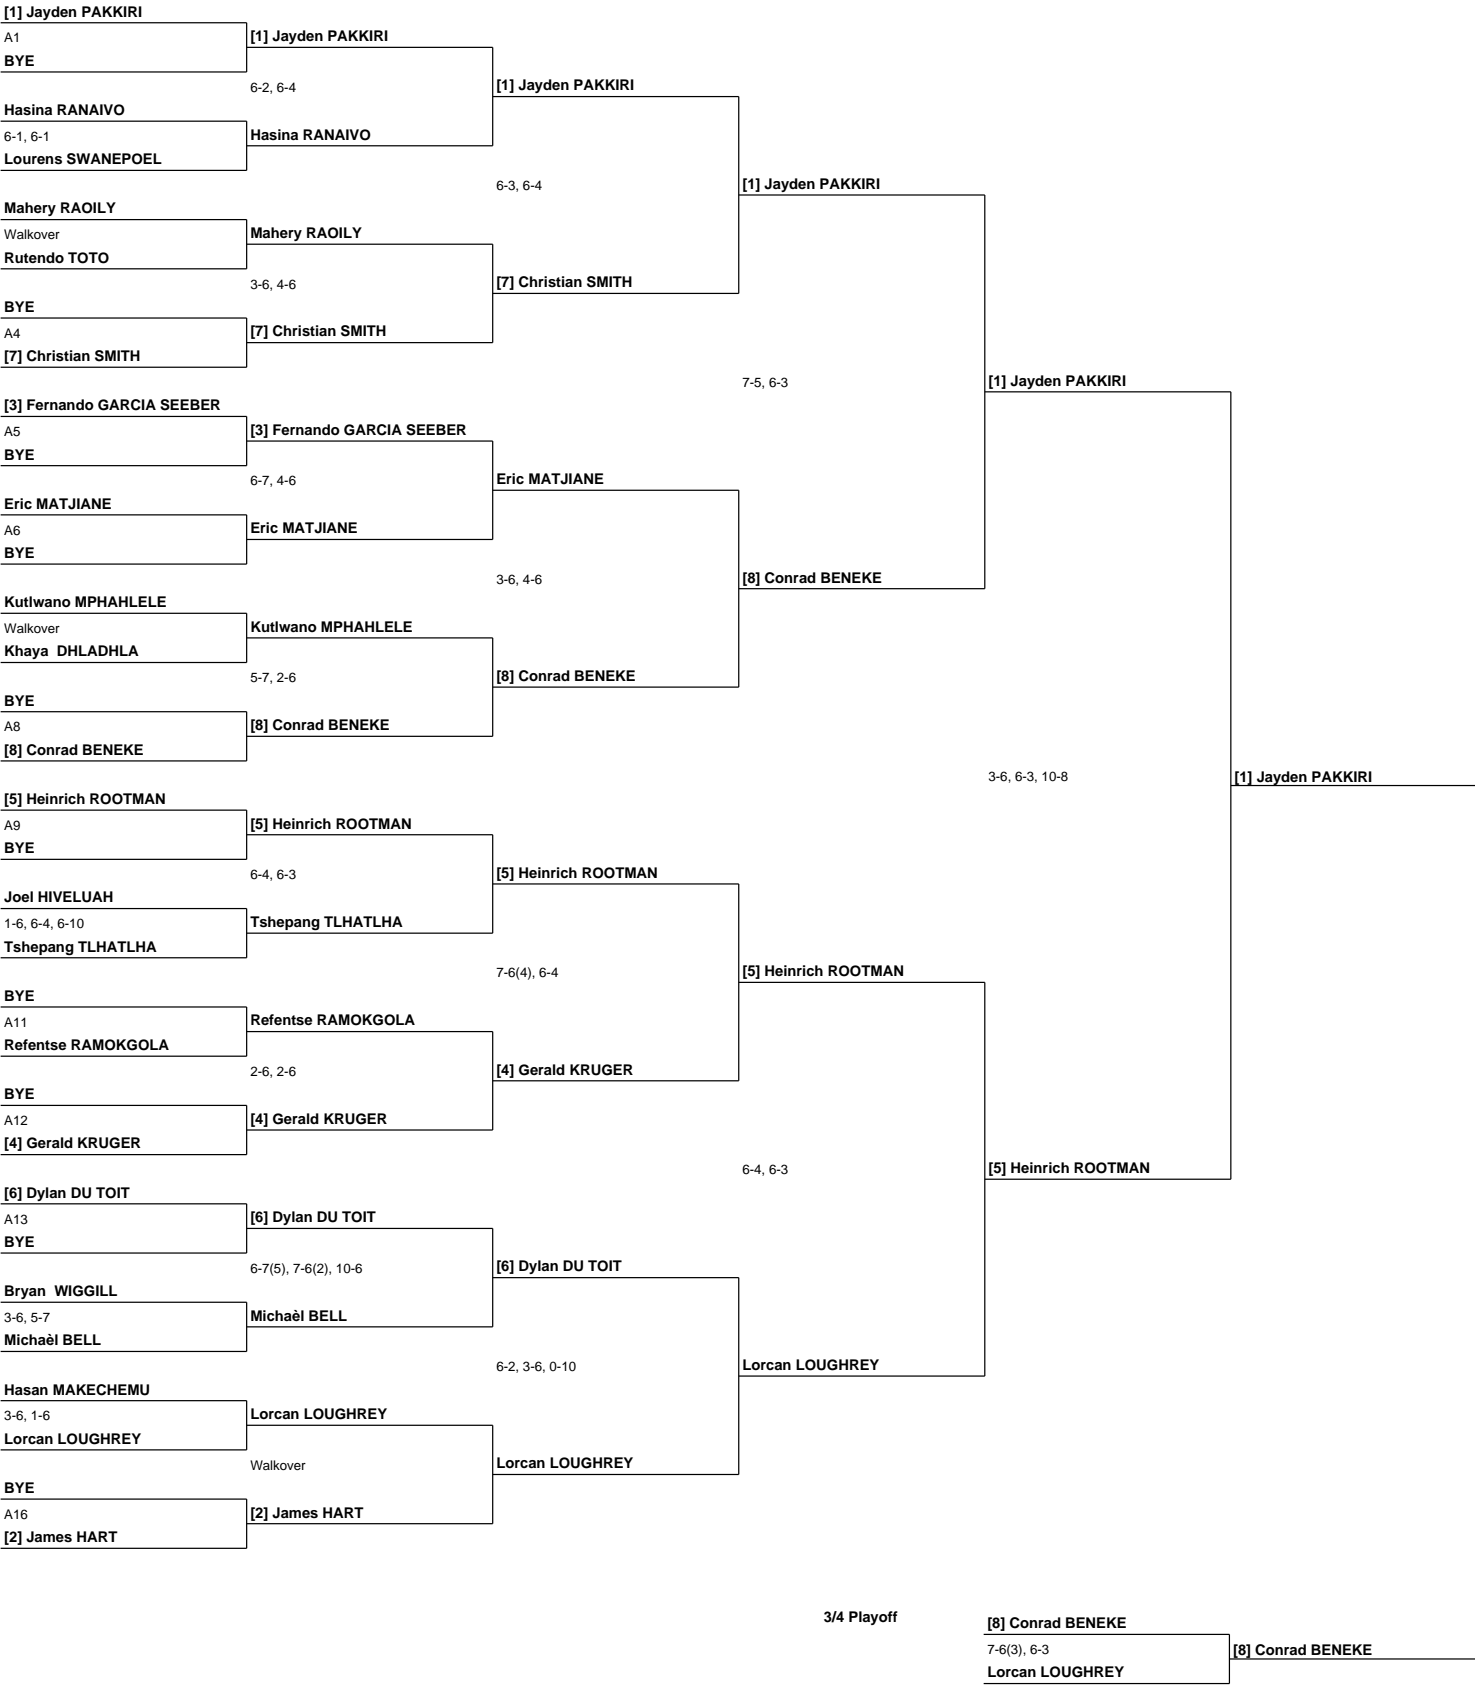 [1] Jayden PAKKIRI
A1
[1] Jayden PAKKIRI
BYE
6-2, 6-4
[1] Jayden PAKKIRI
Hasina RANAIVO
6-1, 6-1
Hasina RANAIVO
Lourens SWANEPOEL
6-3, 6-4
[1] Jayden PAKKIRI
Mahery RAOILY
Walkover
Mahery RAOILY
Rutendo TOTO
3-6, 4-6
[7] Christian SMITH
BYE
A4
[7] Christian SMITH
[7] Christian SMITH
7-5, 6-3
[1] Jayden PAKKIRI
[3] Fernando GARCIA SEEBER
A5
[3] Fernando GARCIA SEEBER
BYE
6-7, 4-6
Eric MATJIANE
Eric MATJIANE
A6
Eric MATJIANE
BYE
3-6, 4-6
[8] Conrad BENEKE
Kutlwano MPHAHLELE
Walkover
Kutlwano MPHAHLELE
Khaya  DHLADHLA
5-7, 2-6
[8] Conrad BENEKE
BYE
A8
[8] Conrad BENEKE
[8] Conrad BENEKE
3-6, 6-3, 10-8
[1] Jayden PAKKIRI
[5] Heinrich ROOTMAN
A9
[5] Heinrich ROOTMAN
BYE
6-4, 6-3
[5] Heinrich ROOTMAN
Joel HIVELUAH
1-6, 6-4, 6-10
Tshepang TLHATLHA
Tshepang TLHATLHA
7-6(4), 6-4
[5] Heinrich ROOTMAN
BYE
A11
Refentse RAMOKGOLA
Refentse RAMOKGOLA
2-6, 2-6
[4] Gerald KRUGER
BYE
A12
[4] Gerald KRUGER
[4] Gerald KRUGER
6-4, 6-3
[5] Heinrich ROOTMAN
[6] Dylan DU TOIT
A13
[6] Dylan DU TOIT
BYE
6-7(5), 7-6(2), 10-6
[6] Dylan DU TOIT
Bryan  WIGGILL
3-6, 5-7
Michaèl BELL
Michaèl BELL
6-2, 3-6, 0-10
Lorcan LOUGHREY
Hasan MAKECHEMU
3-6, 1-6
Lorcan LOUGHREY
Lorcan LOUGHREY
Walkover
Lorcan LOUGHREY
BYE
A16
[2] James HART
[2] James HART
3/4 Playoff
[8] Conrad BENEKE
7-6(3), 6-3
[8] Conrad BENEKE
Lorcan LOUGHREY